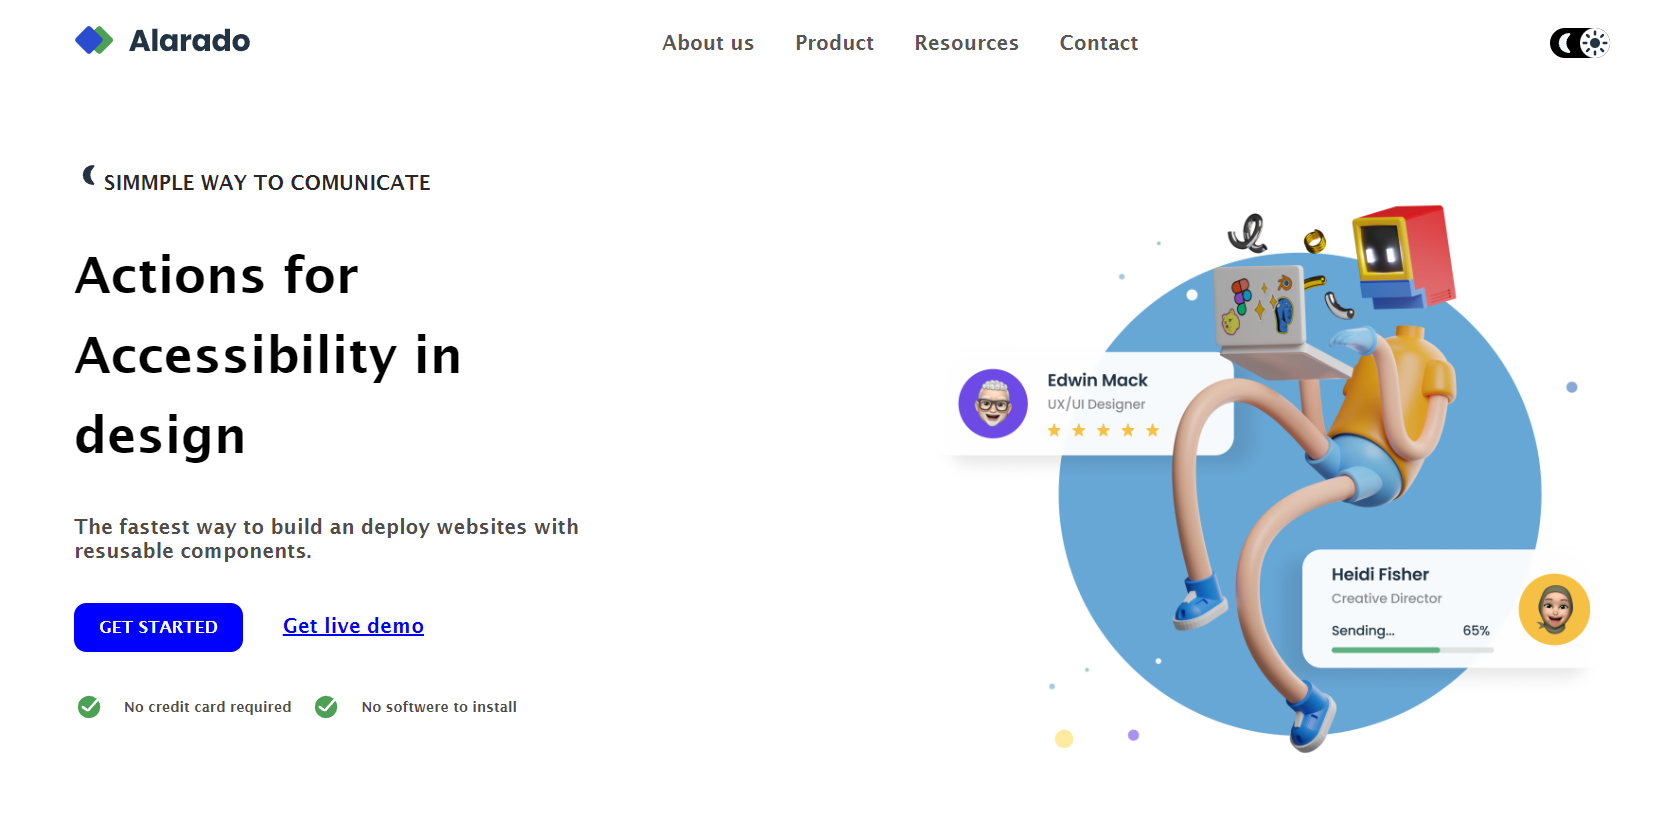 Alarado
About us Product Resources Contact
SIMMPLE WAY TO COMUNICATE
Actions for
Accessibility in
design
The fastest way to build an deploy websites with
resusable components.
GET STARTED Get live demo
No credit card required No softwere to install
Edwin Mack
UX/UI Designer
Heidi Fisher
Creative Director
Sending... 65%